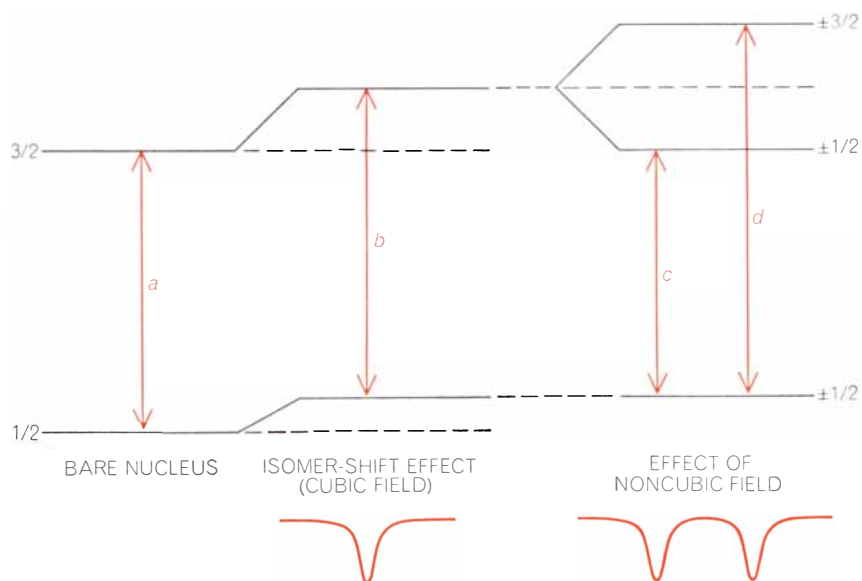 ±3/2
3/2
±1/2
b
d
a
c
1/2
±1/2
BARE NUCLEUS
ISOMER-SHIFT EFFECT
(CUBIC FIELD)
EFFECT OF
NONCUBIC FIELD